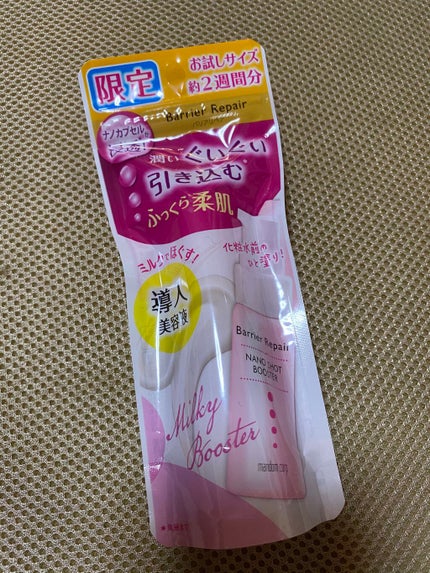 限定
お試しサイズ
約2週間分
Barrier Repair
ナノカプセル
浸透!
潤い ぐいぐい
引き込む
ふっくら柔肌
ミルクでほぐす!
化粧水前の
ひと塗り!
導入
美容液
Barrier Repair
NANO SHOT
BOOSTER
Milky
Booster
mandom corp.